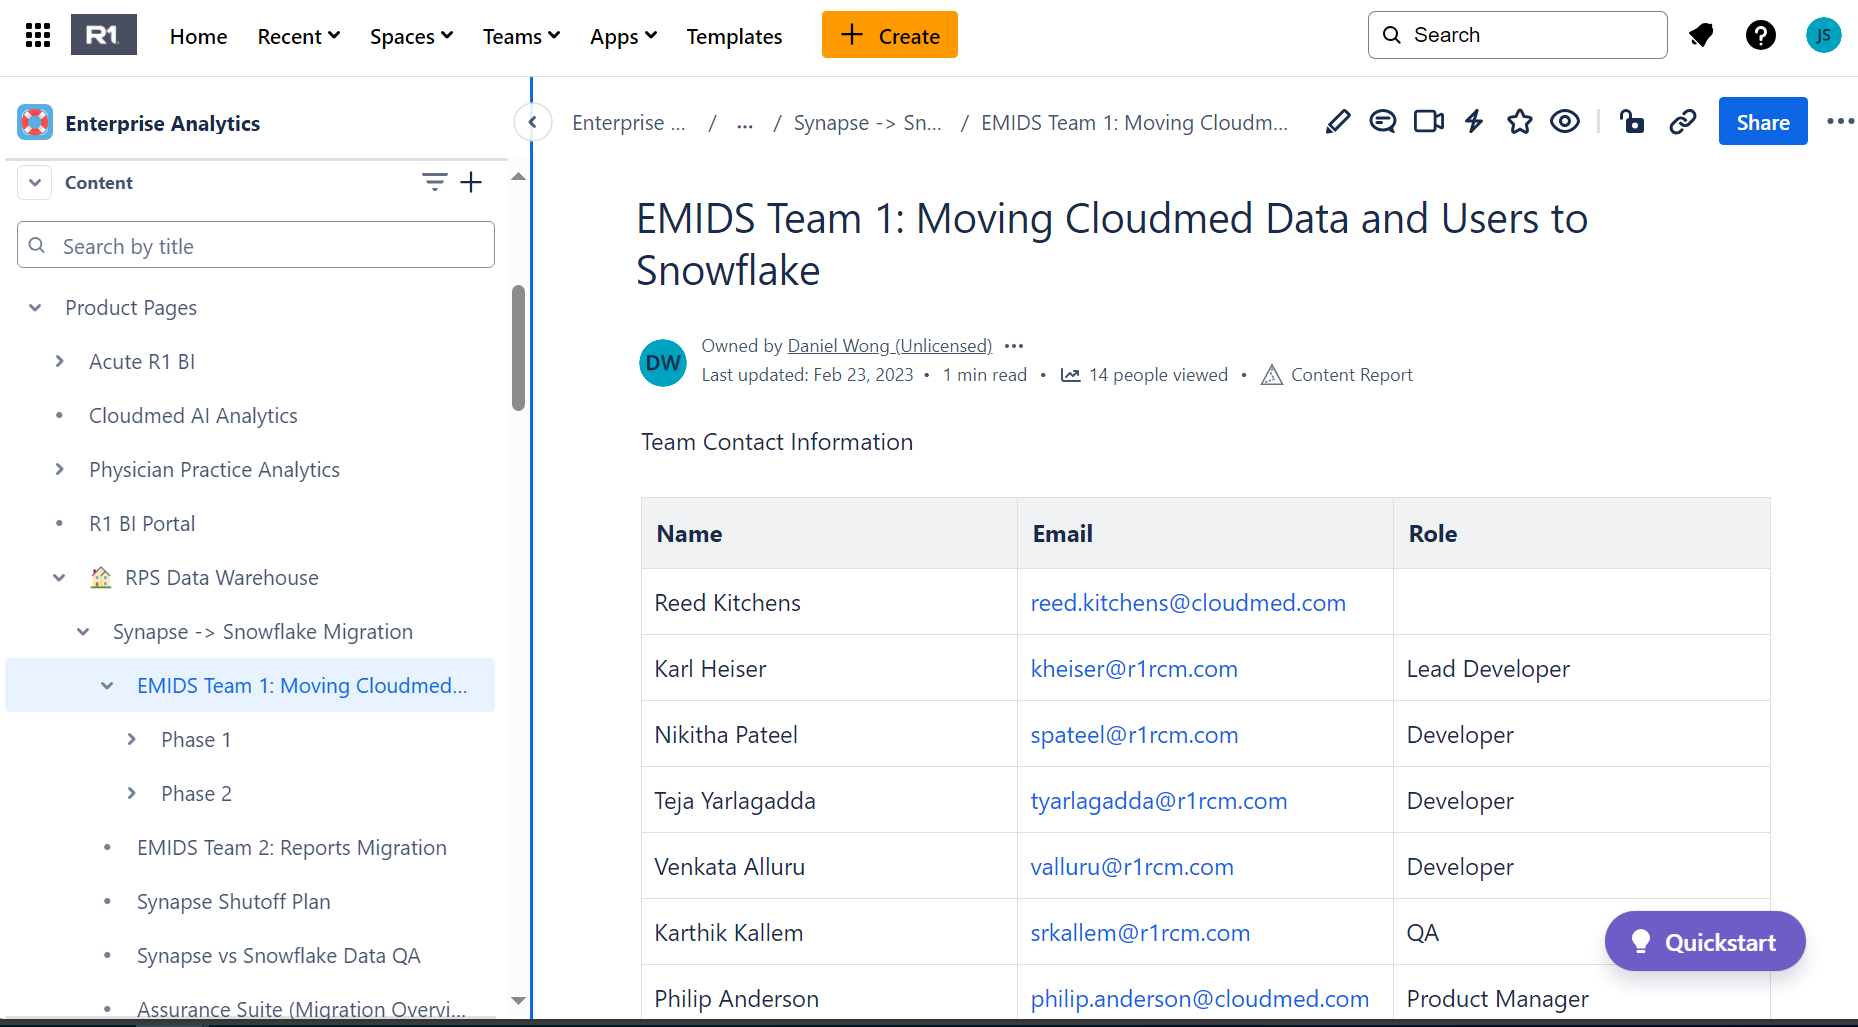 R1
Home
Recent
Spaces
Teams
Apps
Templates
Create
Search
JS
Enterprise Analytics
Content
Search by title
Product Pages
Acute R1 BI
Cloudmed AI Analytics
Physician Practice Analytics
R1 BI Portal
RPS Data Warehouse
Synapse -> Snowflake Migration
EMIDS Team 1: Moving Cloudmed...
Phase 1
Phase 2
EMIDS Team 2: Reports Migration
Synapse Shutoff Plan
Synapse vs Snowflake Data QA
Assurance Suite (Migration Overvi...
Enterprise ... / ... / Synapse -> Sn... / EMIDS Team 1: Moving Cloudm...
Share
EMIDS Team 1: Moving Cloudmed Data and Users to
Snowflake
DW
Owned by Daniel Wong (Unlicensed)
Last updated: Feb 23, 2023 • 1 min read • 14 people viewed • Content Report
Team Contact Information
Name Email Role
Reed Kitchens reed.kitchens@cloudmed.com
Karl Heiser kheiser@r1rcm.com Lead Developer
Nikitha Pateel spateel@r1rcm.com Developer
Teja Yarlagadda tyarlagadda@r1rcm.com Developer
Venkata Alluru valluru@r1rcm.com Developer
Karthik Kallem srkallem@r1rcm.com QA
Philip Anderson philip.anderson@cloudmed.com Product Manager
Quickstart